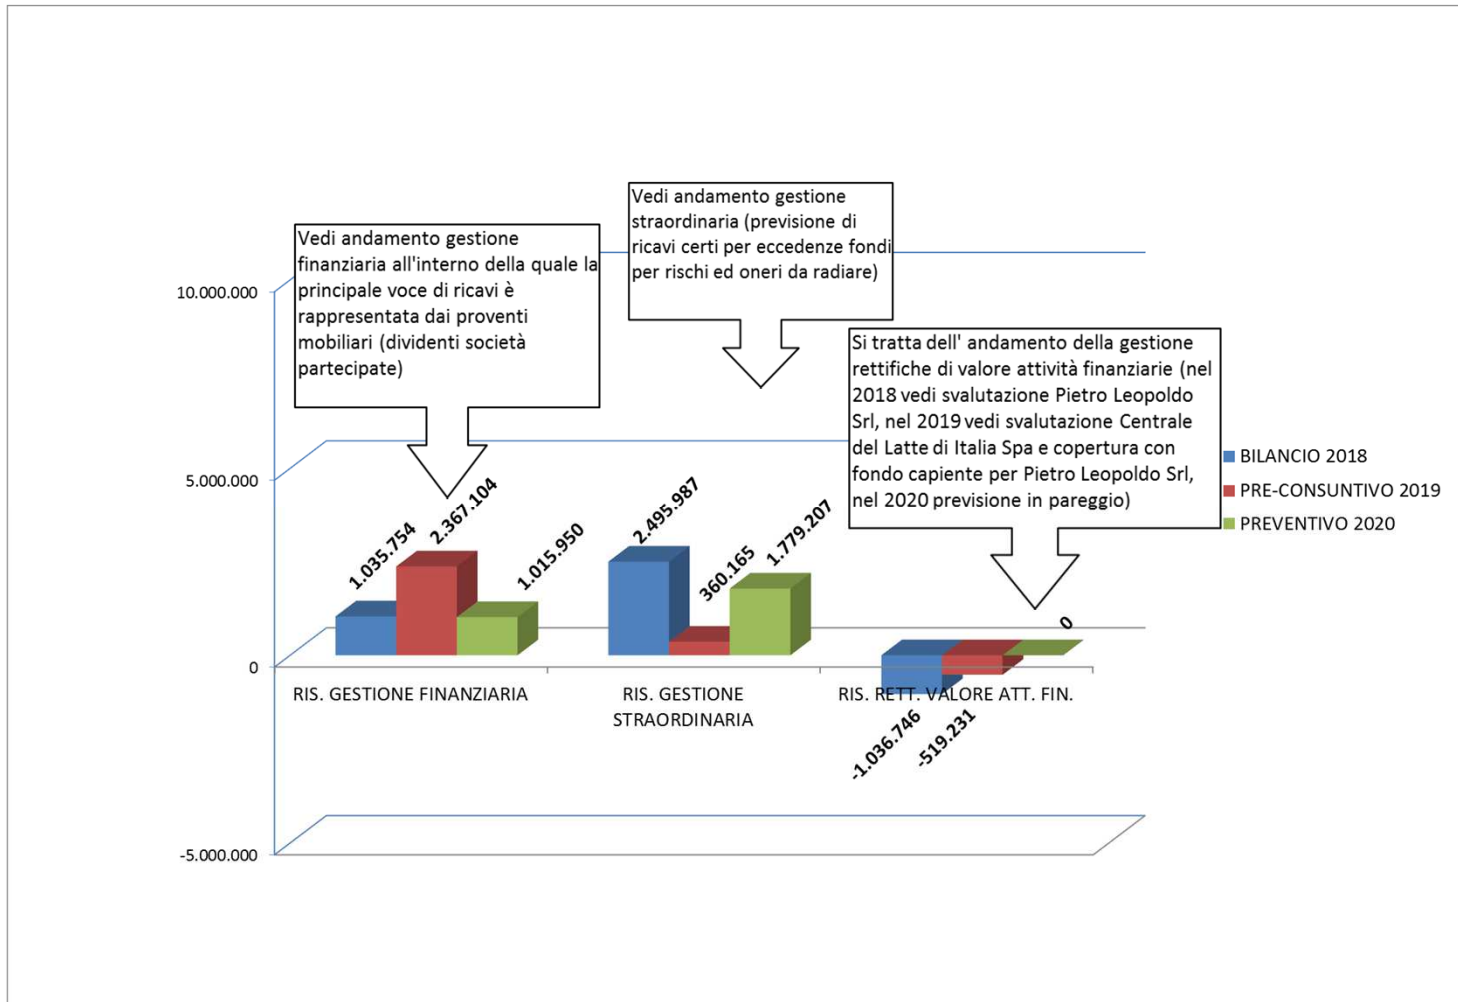 Vedi andamento gestione
straordinaria (previsione di
ricavi certi per eccedenze fondi
per rischi ed oneri da radiare)
Vedi andamento gestione
finanziaria all'interno della quale la
principale voce di ricavi è
rappresentata dai proventi
mobiliari (dividenti società
partecipate)
Si tratta dell' andamento della gestione
rettifiche di valore attività finanziarie (nel
2018 vedi svalutazione Pietro Leopoldo
Srl, nel 2019 vedi svalutazione Centrale
del Latte di Italia Spa e copertura con
fondo capiente per Pietro Leopoldo Srl,
nel 2020 previsione in pareggio)
10.000.000
5.000.000
0
-5.000.000
1.035.754
2.367.104
1.015.950
2.495.987
360.165
1.779.207
-1.036.746
-519.231
0
RIS. GESTIONE FINANZIARIA
RIS. GESTIONE
STRAORDINARIA
RIS. RETT. VALORE ATT. FIN.
BILANCIO 2018
PRE-CONSUNTIVO 2019
PREVENTIVO 2020